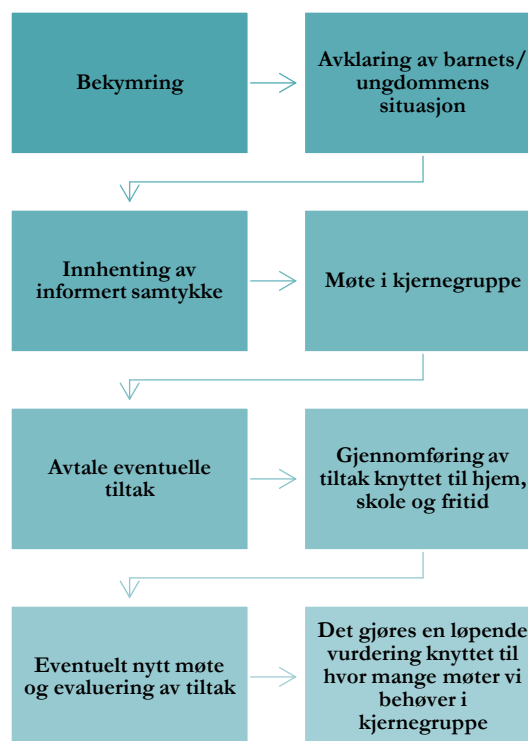 Bekymring
Avklaring av barnets/
ungdommens
situasjon
Innhenting av
informert samtykke
Møte i kjernegruppe
Avtale eventuelle
tiltak
Gjennomføring av
tiltak knyttet til hjem,
skole og fritid
Eventuelt nytt møte
og evaluering av tiltak
Det gjøres en løpende
vurdering knyttet til
hvor mange møter vi
behøver i
kjernegruppe